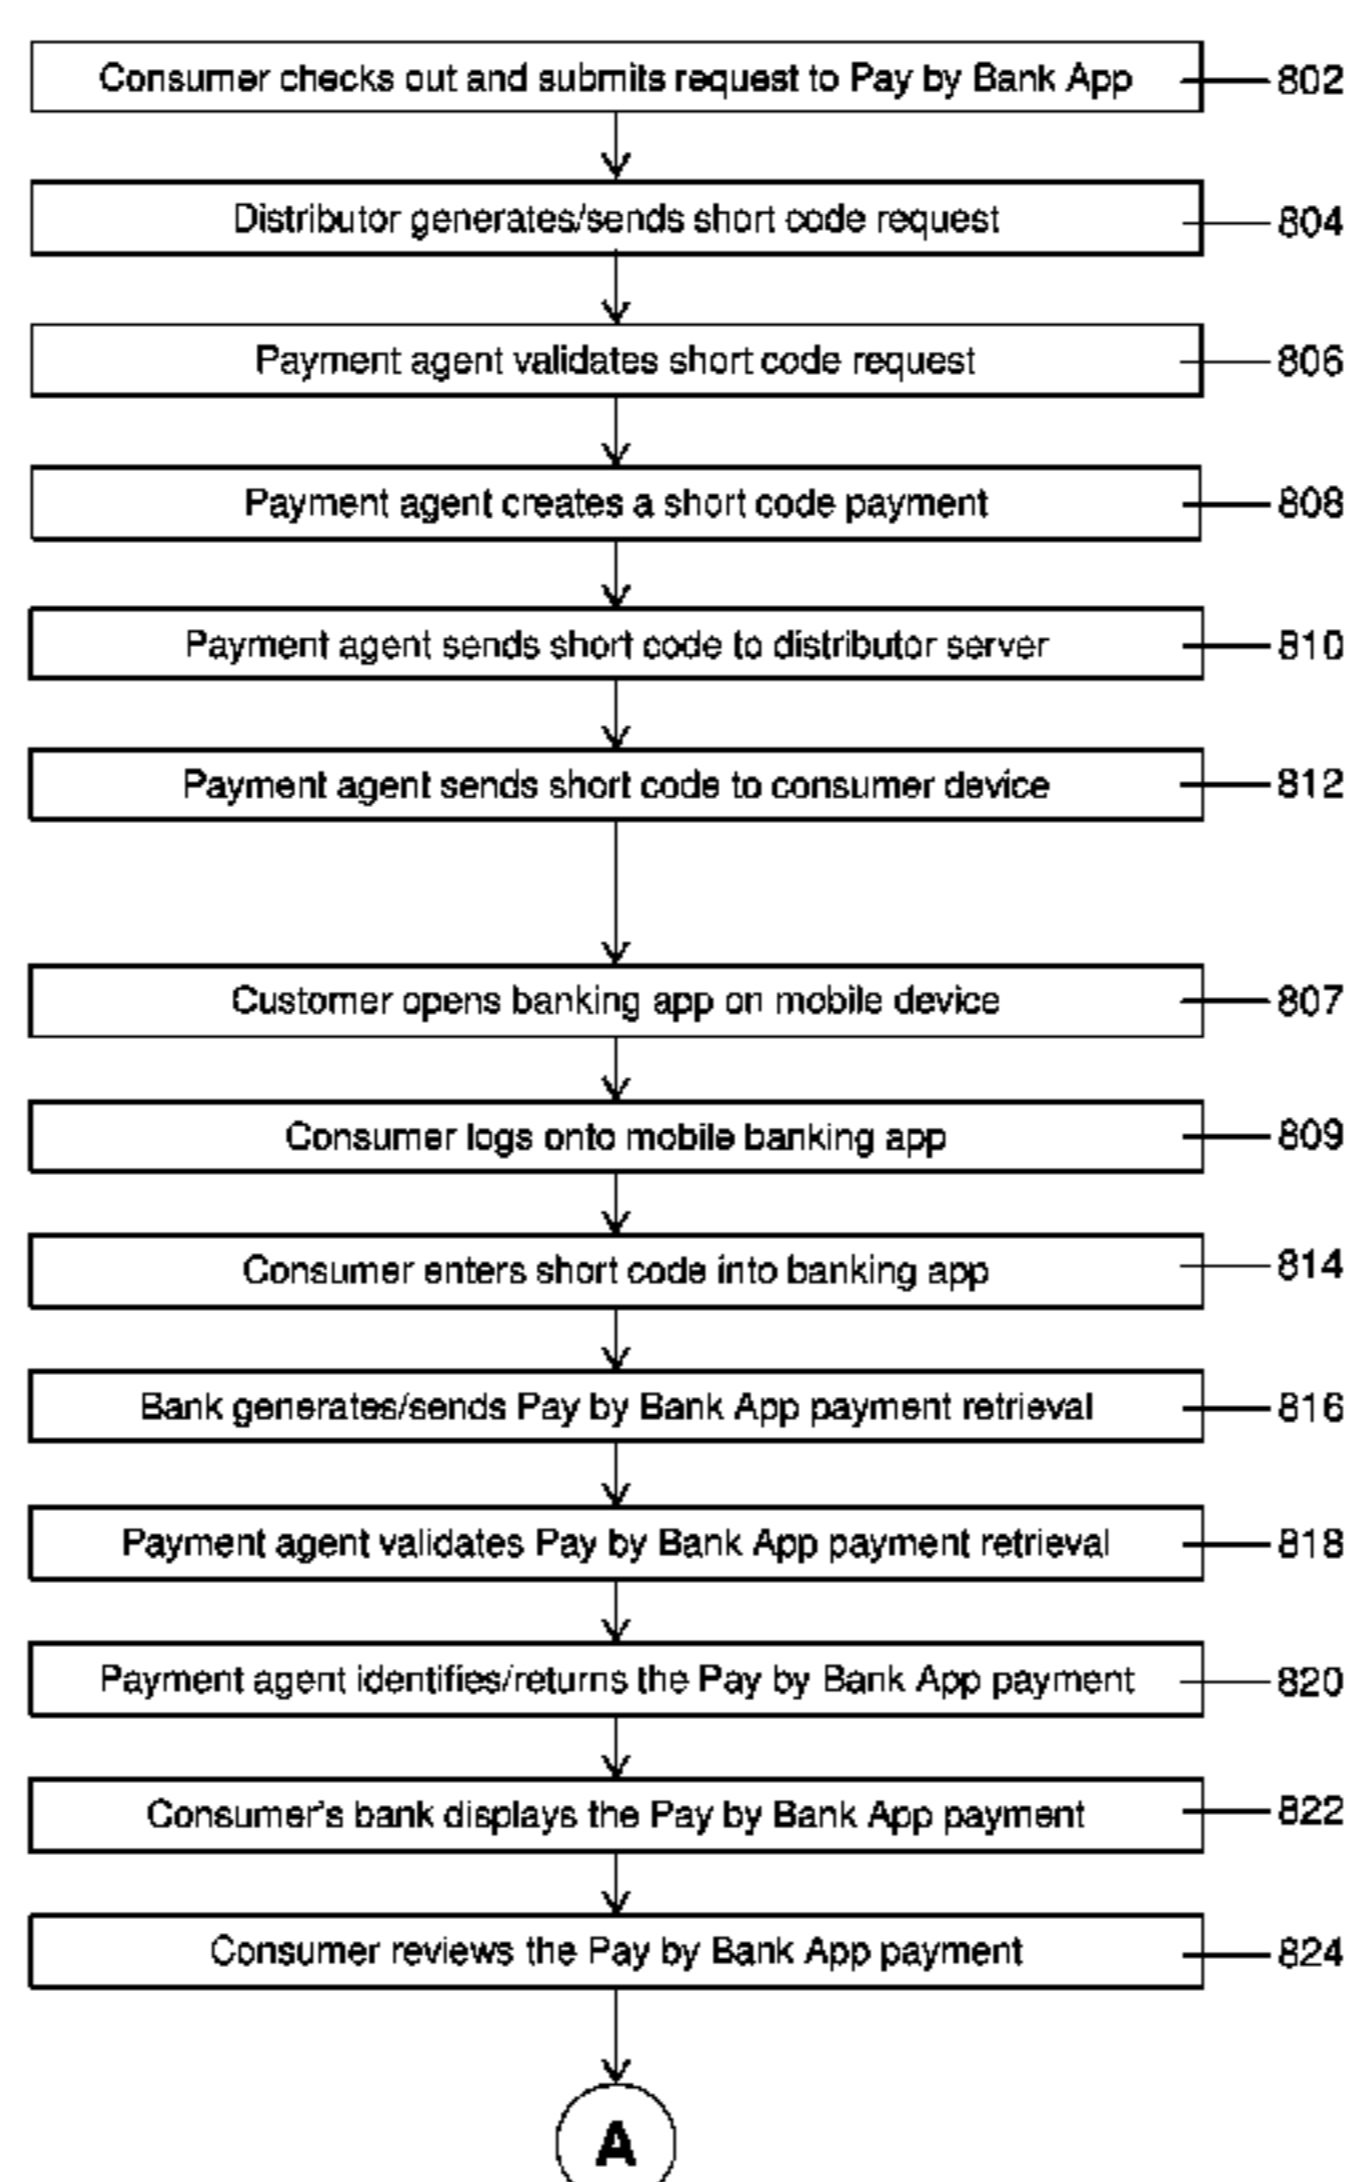 Consumer checks out and submits request to Pay by Bank App 802
Distributor generates/sends short code request 804
Payment agent validates short code request 806
Payment agent creates a short code payment 808
Payment agent sends short code to distributor server 810
Payment agent sends short code to consumer device 812
Customer opens banking app on mobile device 807
Consumer logs onto mobile banking app 809
Consumer enters short code into banking app 814
Bank generates/sends Pay by Bank App payment retrieval 816
Payment agent validates Pay by Bank App payment retrieval 818
Payment agent identifies/returns the Pay by Bank App payment 820
Consumer's bank displays the Pay by Bank App payment 822
Consumer reviews the Pay by Bank App payment 824
A